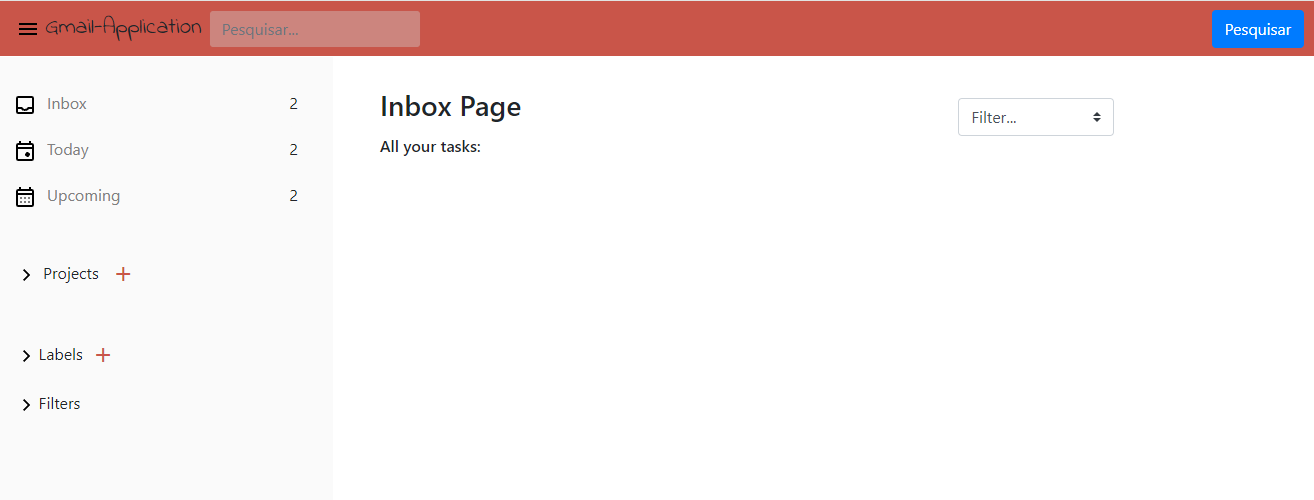 Gmail-Application Pesquisar... Pesquisar
Inbox 2
Today 2
Upcoming 2
Projects +
Labels +
Filters
Inbox Page
Filter...
All your tasks: